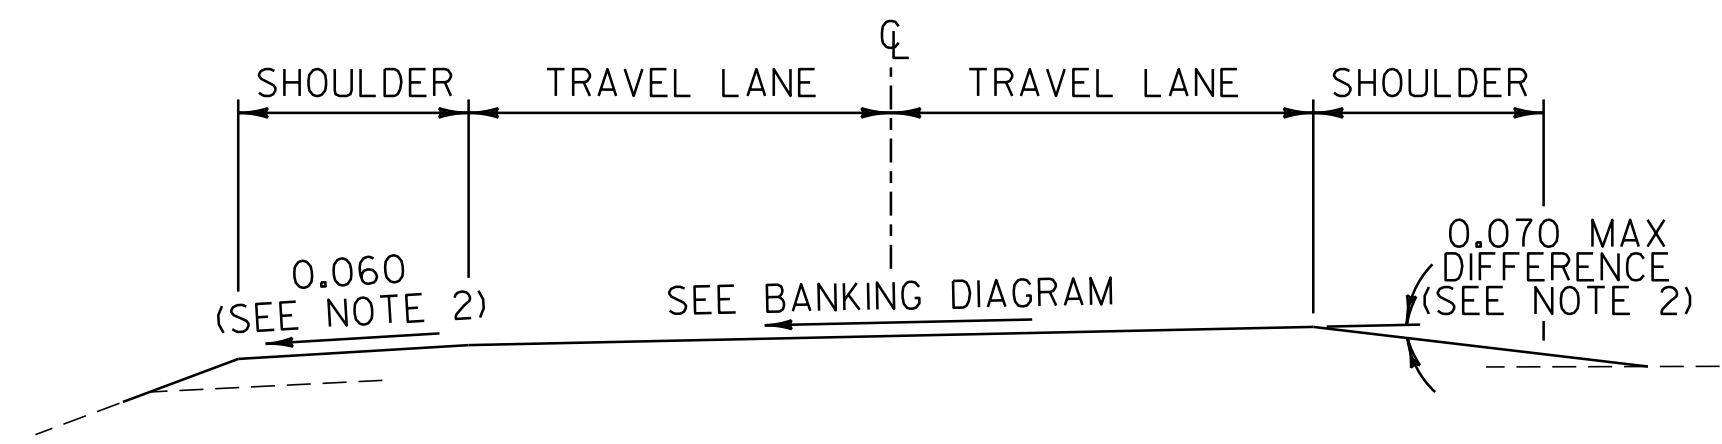 ℄
SHOULDER TRAVEL LANE TRAVEL LANE SHOULDER
0.060
(SEE NOTE 2)
SEE BANKING DIAGRAM
0.070 MAX
DIFFERENCE
(SEE NOTE 2)